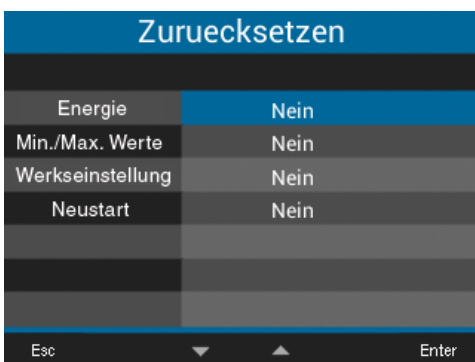 Zuruecksetzen
Energie Nein
Min./Max. Werte Nein
Werkseinstellung Nein
Neustart Nein
Esc Enter